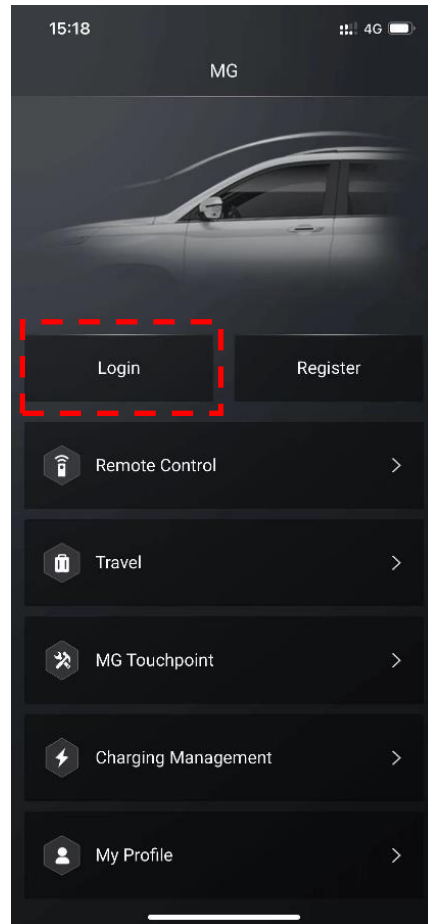 15:18 4G
MG
Login Register
Remote Control
Travel
MG Touchpoint
Charging Management
My Profile